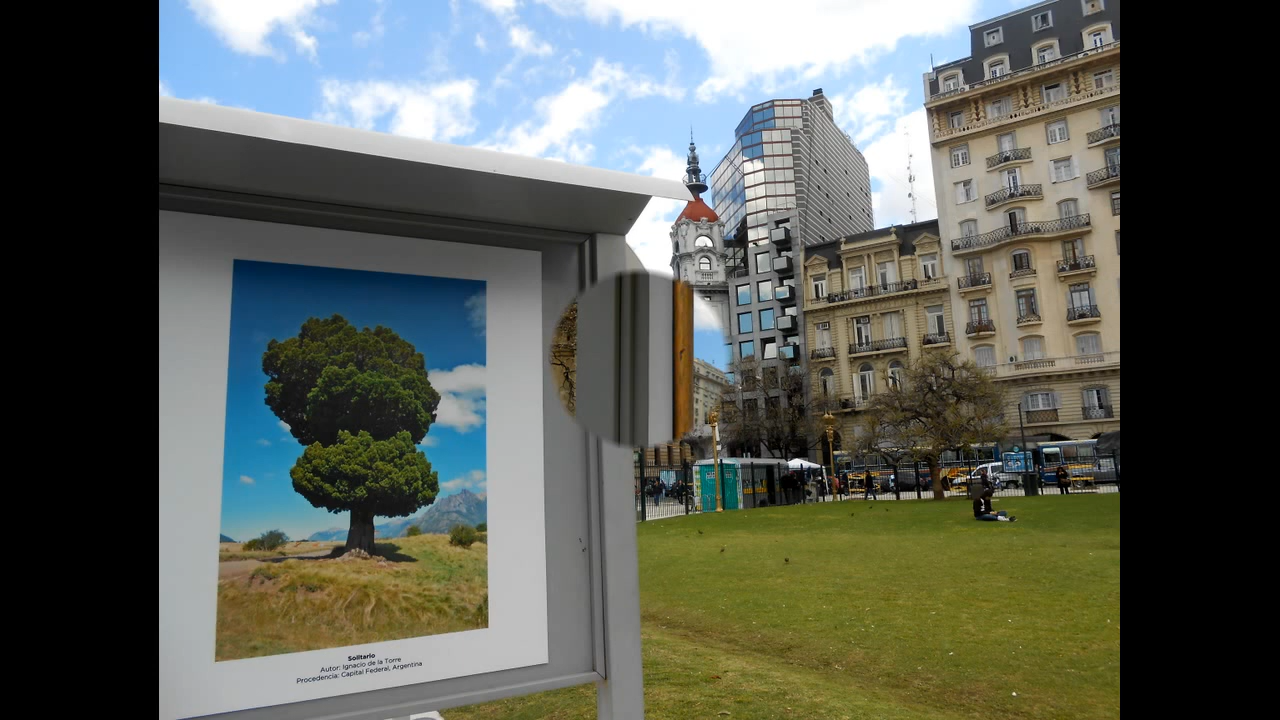 Solitario
Autor: Ignacio de la Torre
Procedencia: Capital Federal, Argentina